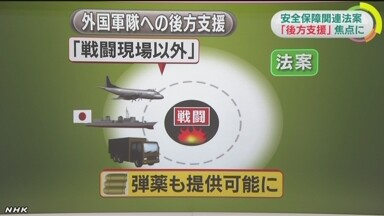 安全保障関連法案
「後方支援」焦点に
外国軍隊への後方支援
「戦闘現場以外」
法案
戦闘
弾薬も提供可能に
NHK